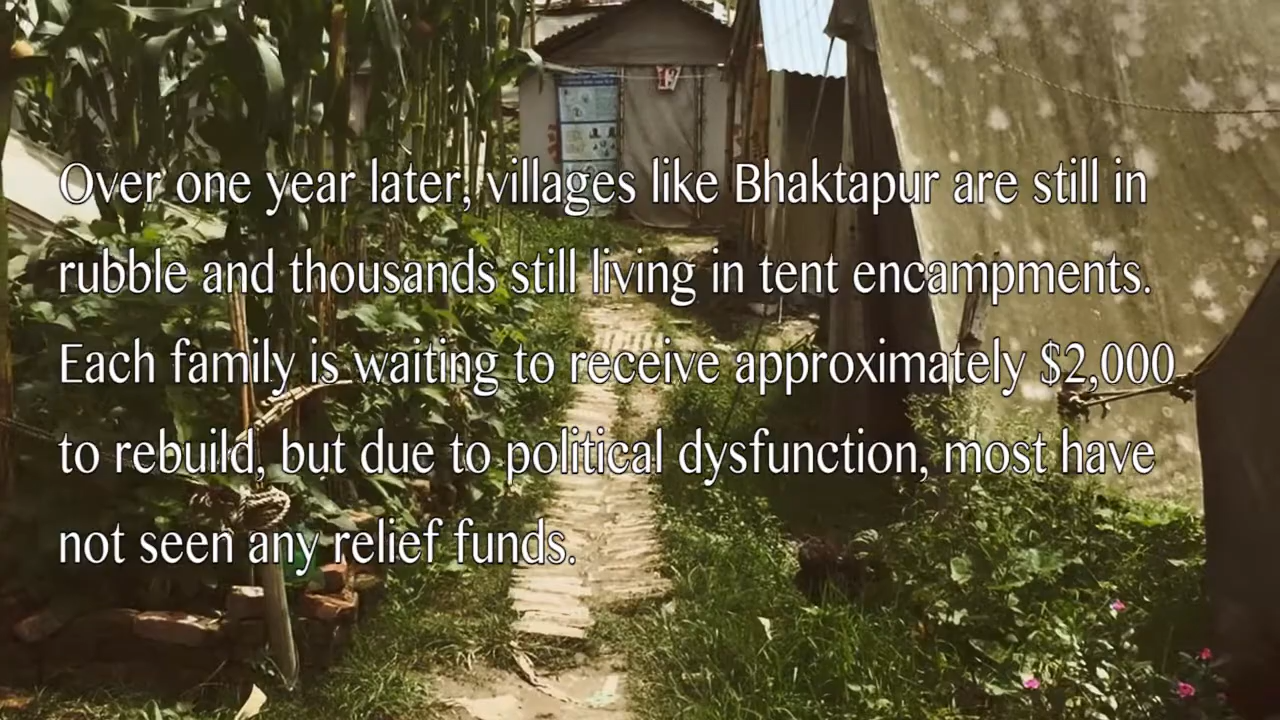 Over one year later, villages like Bhaktapur are still in
rubble and thousands still living in tent encampments.
Each family is waiting to receive approximately $2,000
to rebuild, but due to political dysfunction, most have
not seen any relief funds.